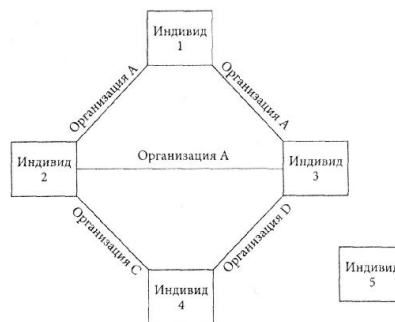 Индивид
1
Организация A
Организация A
Индивид
2
Организация A
Индивид
3
Организация C
Организация D
Индивид
4
Индивид
5